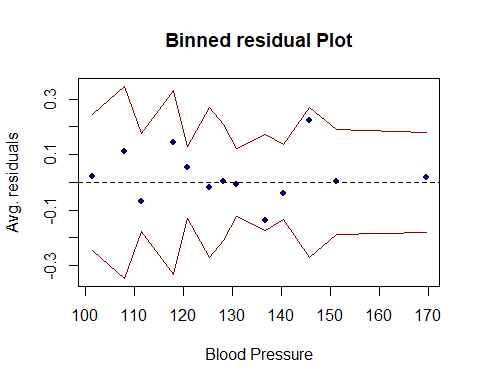 Binned residual Plot
Avg. residuals
0.3
0.1
-0.1
-0.3
100 110 120 130 140 150 160 170
Blood Pressure